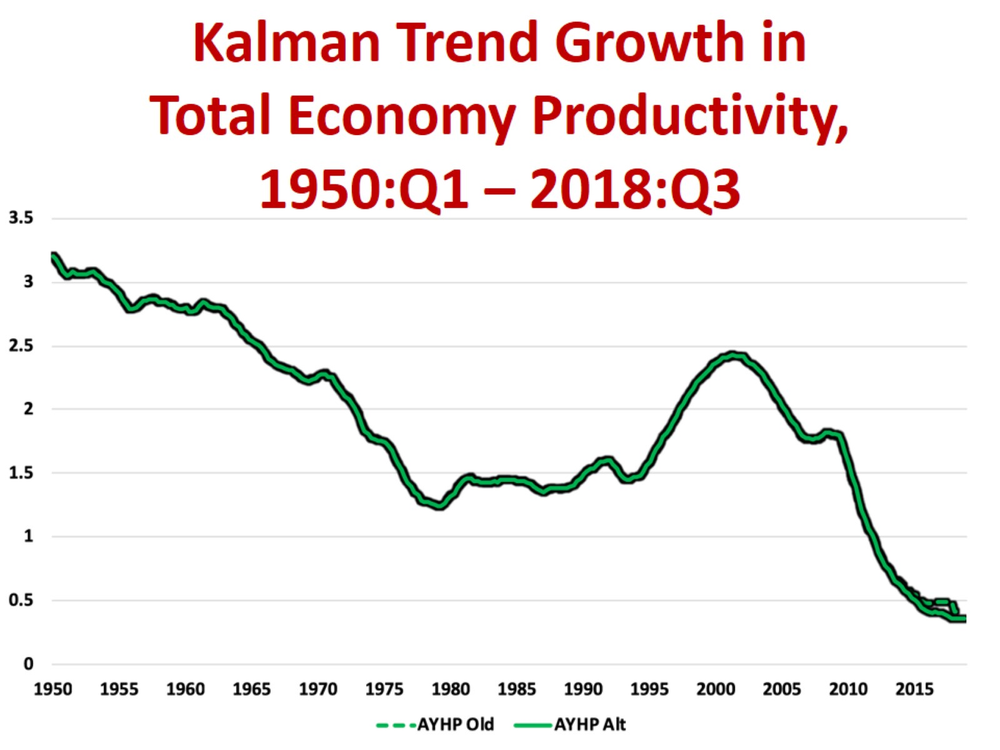 Kalman Trend Growth in
Total Economy Productivity,
1950:Q1 – 2018:Q3
3.5
3
2.5
2
1.5
1
0.5
0
1950 1955 1960 1965 1970 1975 1980 1985 1990 1995 2000 2005 2010 2015
AYHP Old AYHP Alt